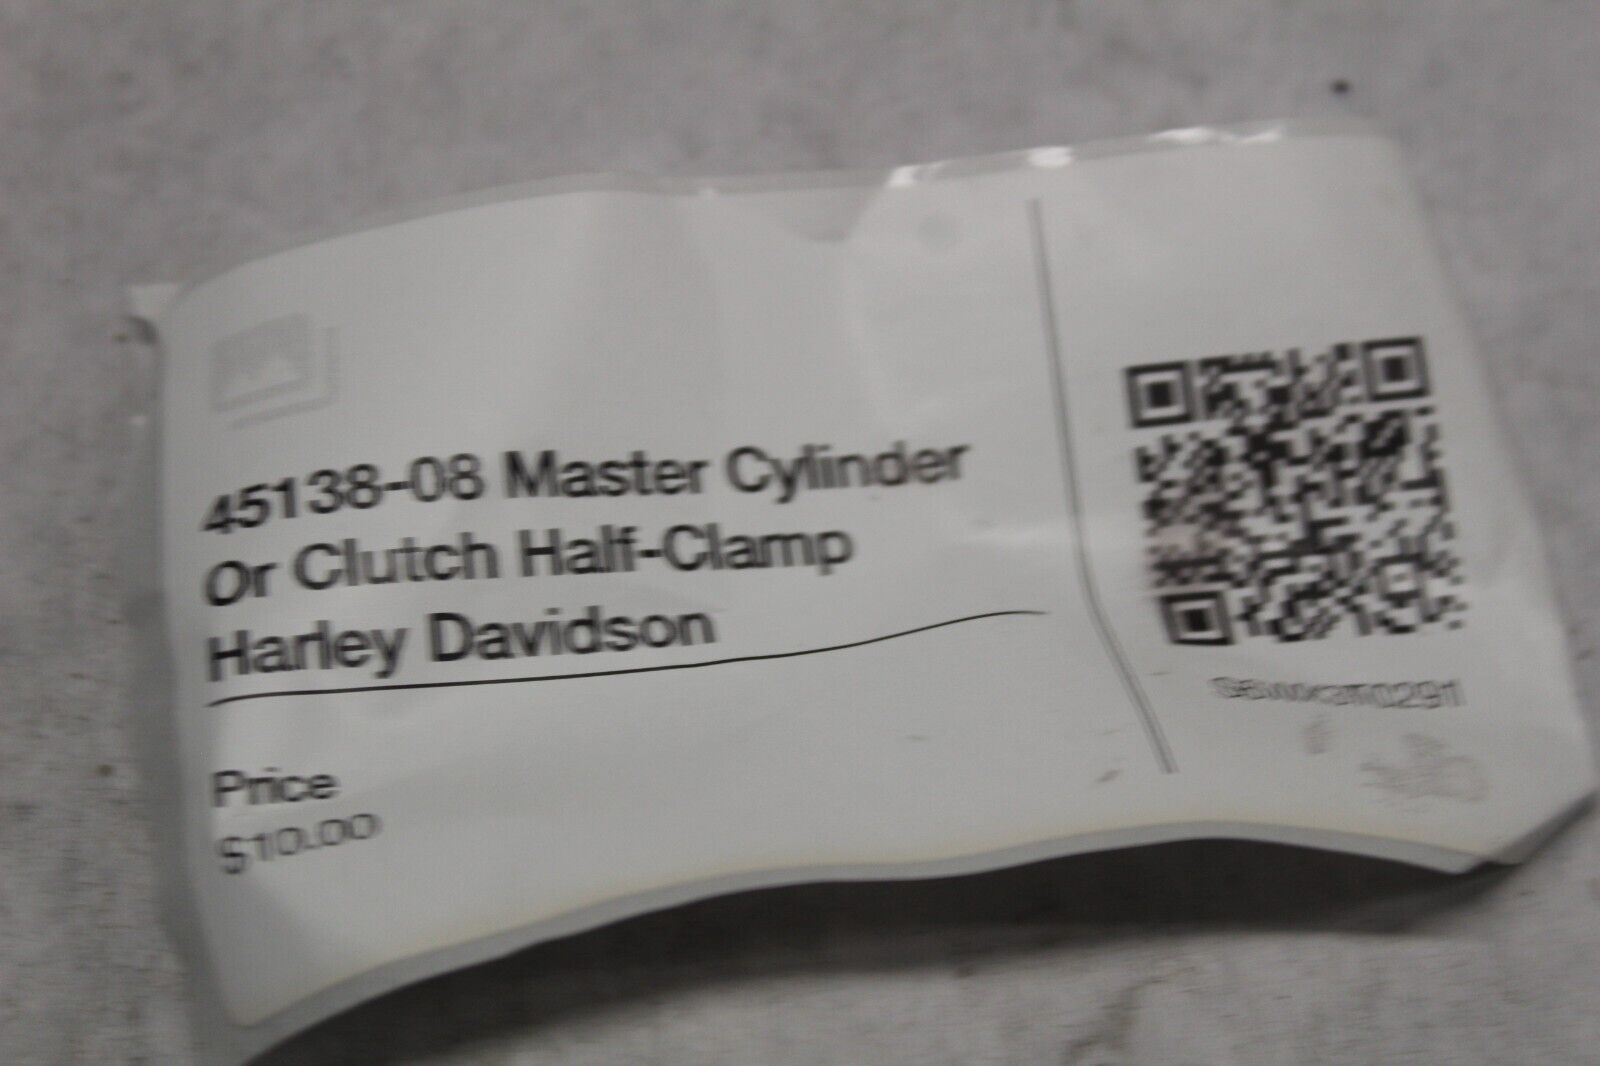 45138-08 Master Cylinder
Or Clutch Half-Clamp
Harley Davidson
Price
$10.00